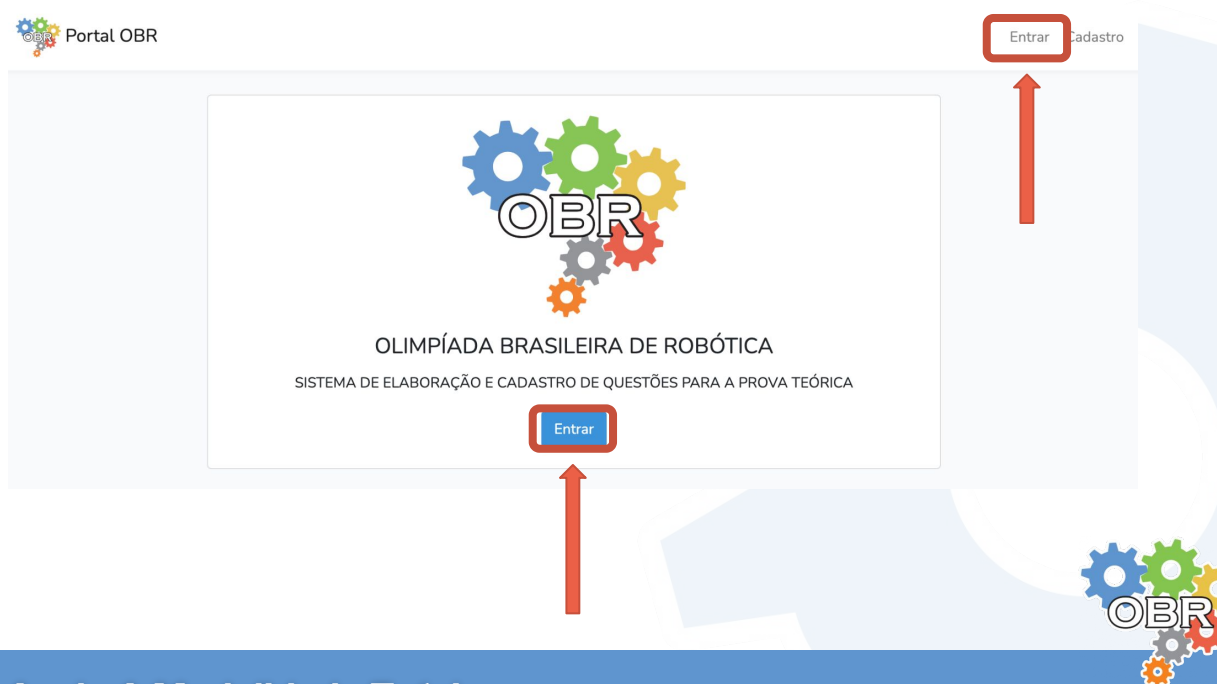 OBR Portal OBR
Entrar Cadastro
OBR
OLIMPÍADA BRASILEIRA DE ROBÓTICA
SISTEMA DE ELABORAÇÃO E CADASTRO DE QUESTÕES PARA A PROVA TEÓRICA
Entrar
OBR